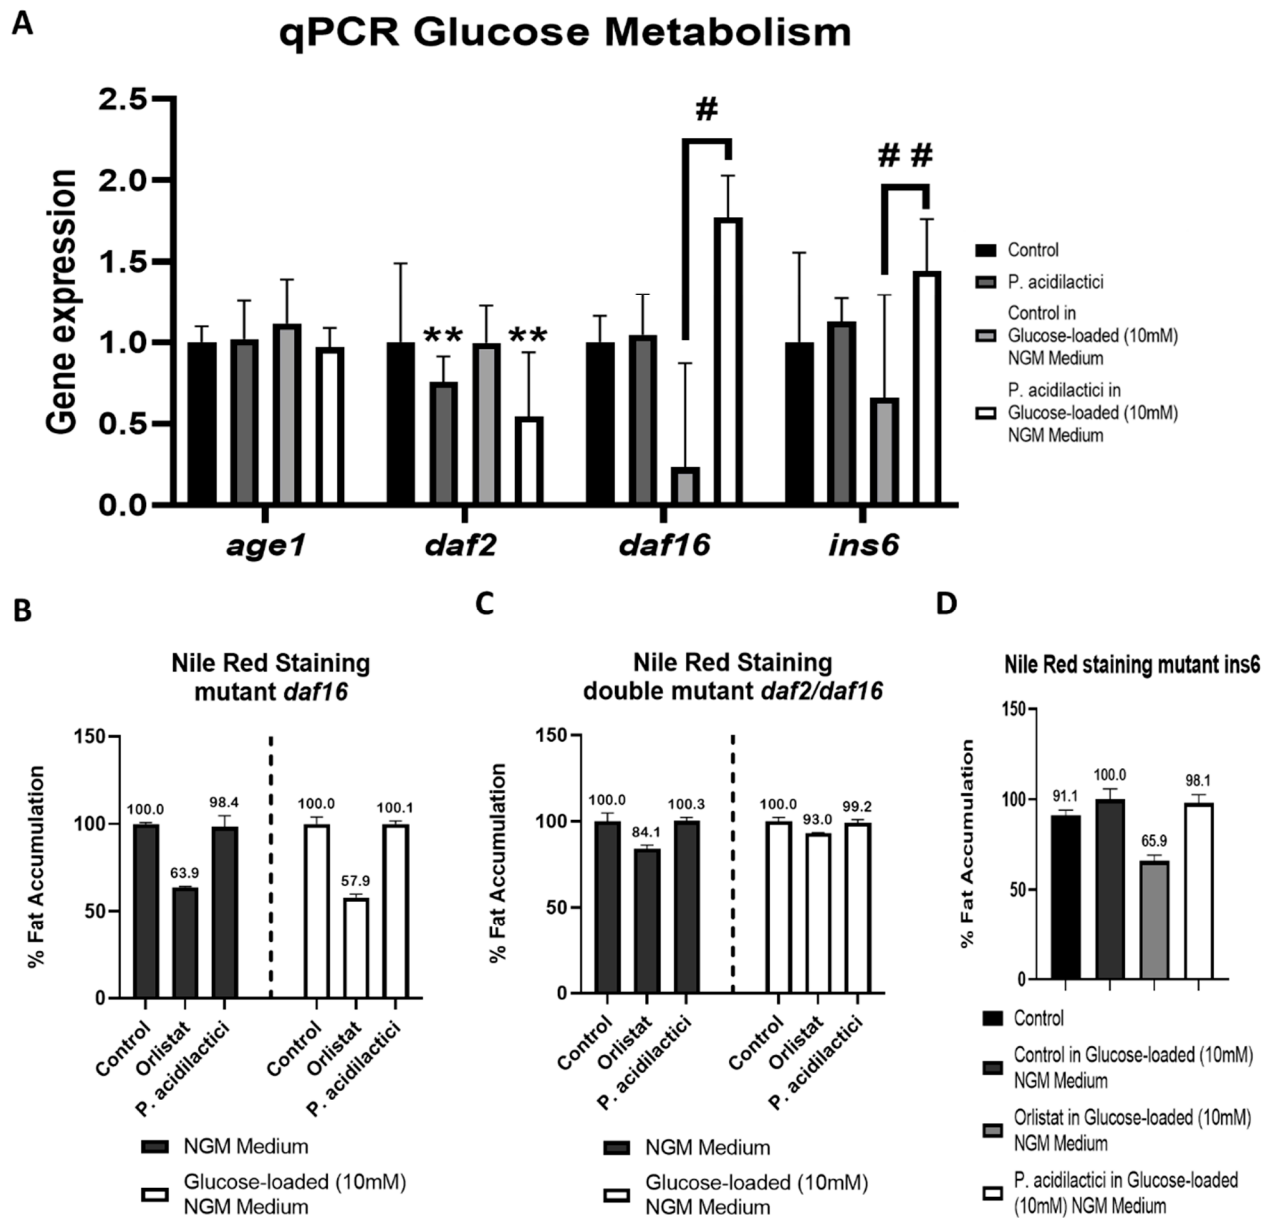 A
qPCR Glucose Metabolism
Gene expression
2.5
2.0
1.5
1.0
0.5
0.0
**
**
#
# #
age1
daf2
daf16
ins6
Control
P. acidilactici
Control in
Glucose-loaded (10mM)
NGM Medium
P. acidilactici in
Glucose-loaded (10mM)
NGM Medium
B
Nile Red Staining
mutant daf16
% Fat Accumulation
150
100
50
0
100.0
63.9
98.4
100.0
57.9
100.1
Control
Orlistat
P. acidilactici
Control
Orlistat
P. acidilactici
NGM Medium
Glucose-loaded (10mM)
NGM Medium
C
Nile Red Staining
double mutant daf2/daf16
% Fat Accumulation
150
100
50
0
100.0
84.1
100.3
100.0
93.0
99.2
Control
Orlistat
P. acidilactici
Control
Orlistat
P. acidilactici
NGM Medium
Glucose-loaded (10mM)
NGM Medium
D
Nile Red staining mutant ins6
% Fat Accumulation
150
100
50
0
91.1
100.0
65.9
98.1
Control
Control in Glucose-loaded (10mM)
NGM Medium
Orlistat in Glucose-loaded (10mM)
NGM Medium
P. acidilactici in Glucose-loaded
(10mM) NGM Medium